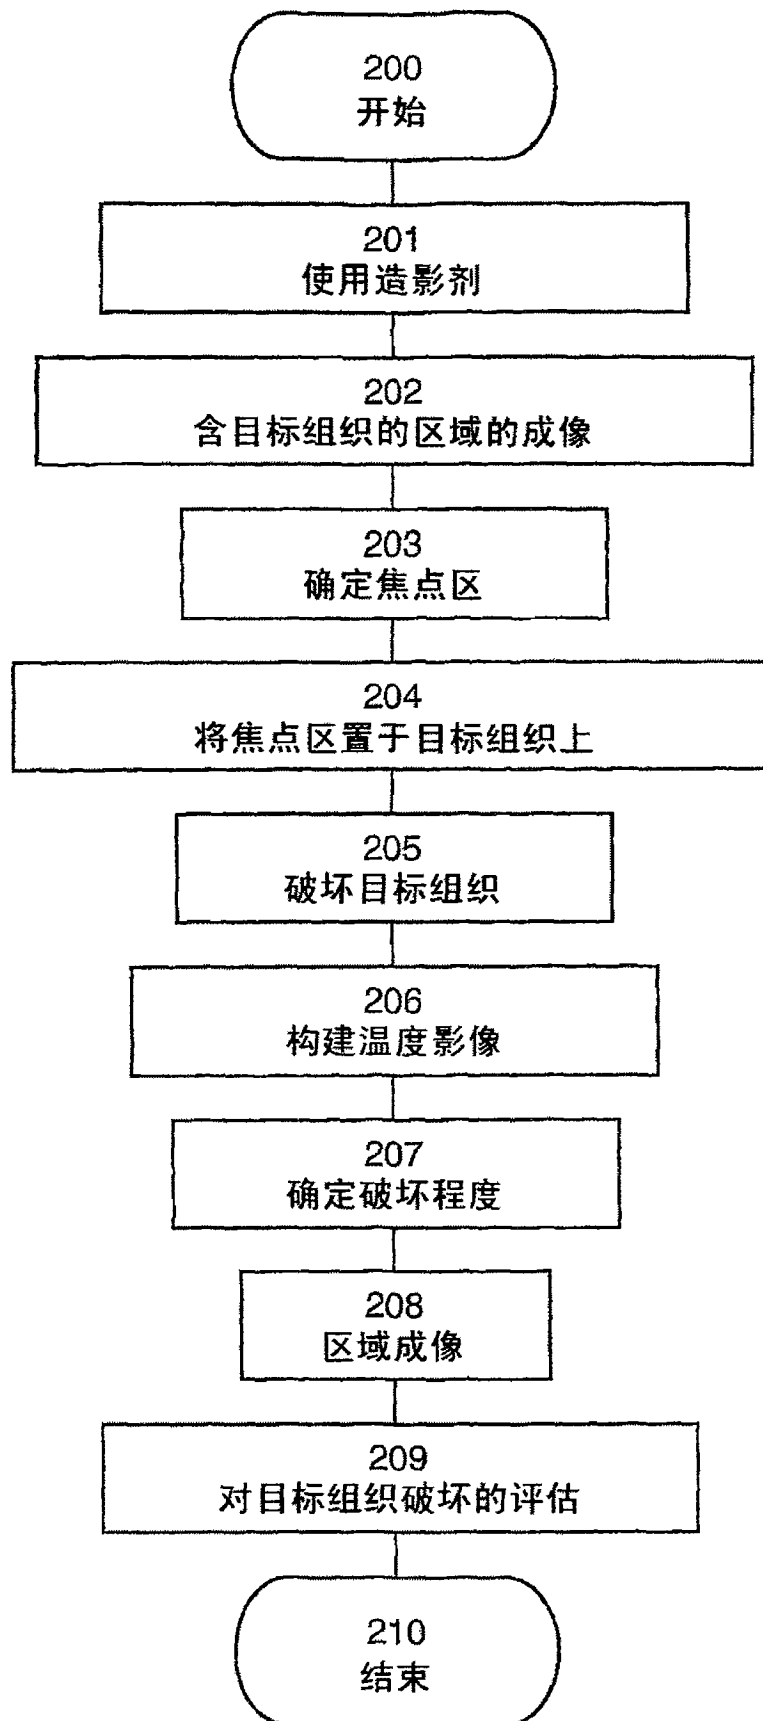 200
开始
201
使用造影剂
202
含目标组织的区域的成像
203
确定焦点区
204
将焦点区置于目标组织上
205
破坏目标组织
206
构建温度影像
207
确定破坏程度
208
区域成像
209
对目标组织破坏的评估
210
结束